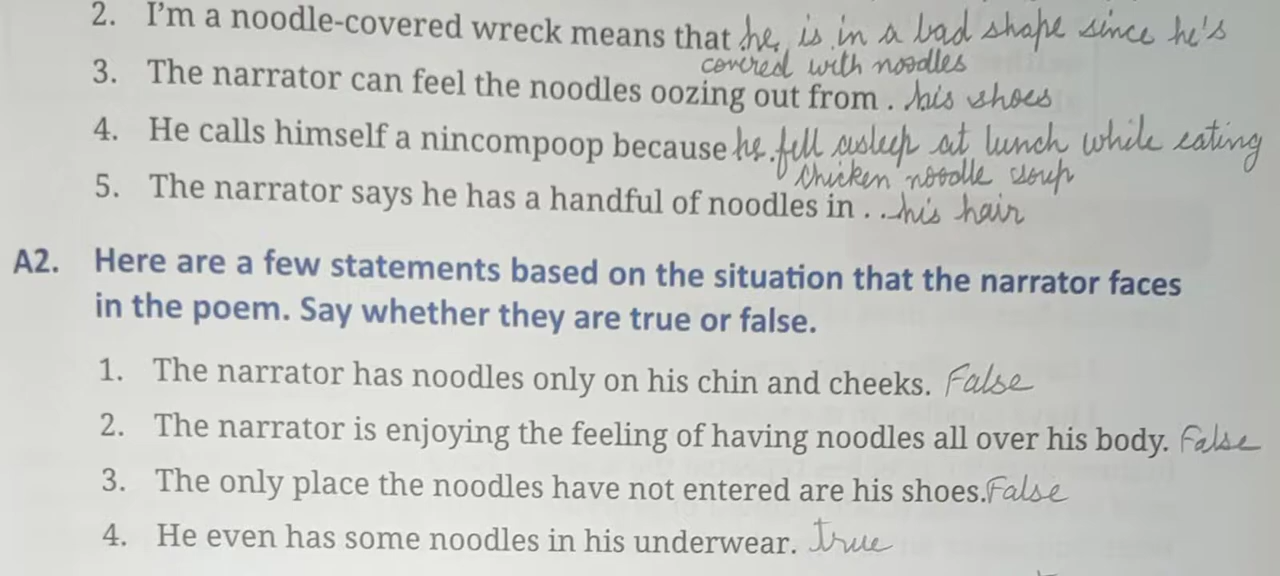 2. I'm a noodle-covered wreck means that he is in a bad shape since he's
covered with noodles
3. The narrator can feel the noodles oozing out from . his shoes
4. He calls himself a nincompoop because he fell asleep at lunch while eating
chicken noodle soup
5. The narrator says he has a handful of noodles in . . his hair
A2. Here are a few statements based on the situation that the narrator faces
in the poem. Say whether they are true or false.
1. The narrator has noodles only on his chin and cheeks. False
2. The narrator is enjoying the feeling of having noodles all over his body. False
3. The only place the noodles have not entered are his shoes. False
4. He even has some noodles in his underwear. true